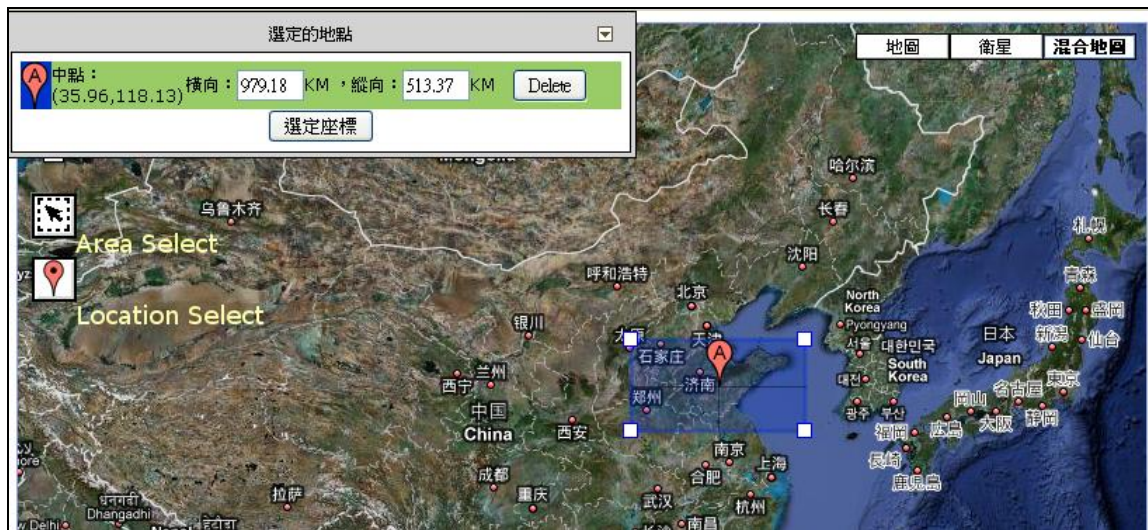 選定的地點
A
中點：
(35.96,118.13)
橫向： 979.18 KM ，縱向： 513.37 KM Delete
選定座標
地圖 衛星 混合地圖
哈尔滨
乌鲁木齐
长春
札幌
Area Select
沈阳
呼和浩特
青森
北京
North
Korea
Location Select
秋田
盛岡
银川
天津
Pyongyang
日本
Japan
新潟
仙台
서울
대한민국
South
Korea
石家庄
A
兰州
西宁
济南
대전
名古屋
東京
郑州
中国
China
西安
광주
부산
岡山
大阪
静岡
広島
福岡
南京
長崎
上海
合肥
成都
鹿児島
拉萨
重庆
武汉
杭州
धनगढी
Dhangadhi
南昌